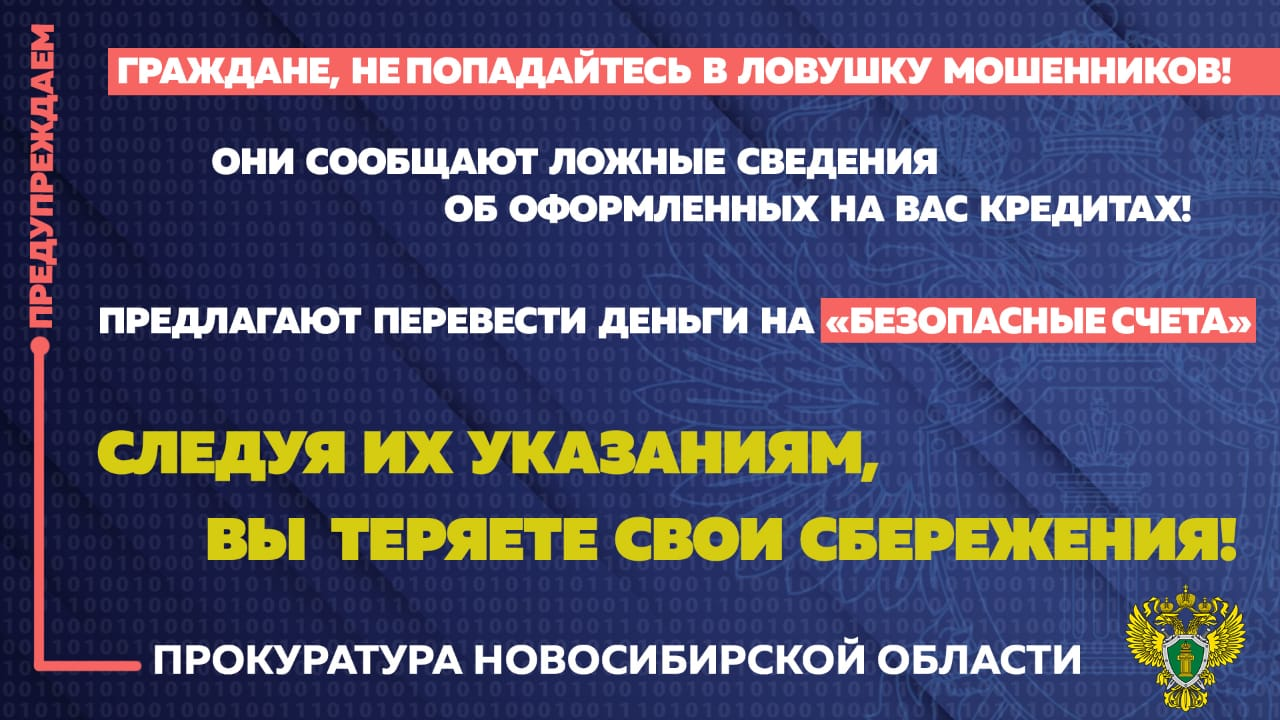 ПРЕДУПРЕЖДАЕМ
ГРАЖДАНЕ, НЕ ПОПАДАЙТЕСЬ В ЛОВУШКУ МОШЕННИКОВ!
ОНИ СООБЩАЮТ ЛОЖНЫЕ СВЕДЕНИЯ
ОБ ОФОРМЛЕННЫХ НА ВАС КРЕДИТАХ!
ПРЕДЛАГАЮТ ПЕРЕВЕСТИ ДЕНЬГИ НА «БЕЗОПАСНЫЕ СЧЕТА»
СЛЕДУЯ ИХ УКАЗАНИЯМ,
ВЫ ТЕРЯЕТЕ СВОИ СБЕРЕЖЕНИЯ!
ПРОКУРАТУРА НОВОСИБИРСКОЙ ОБЛАСТИ